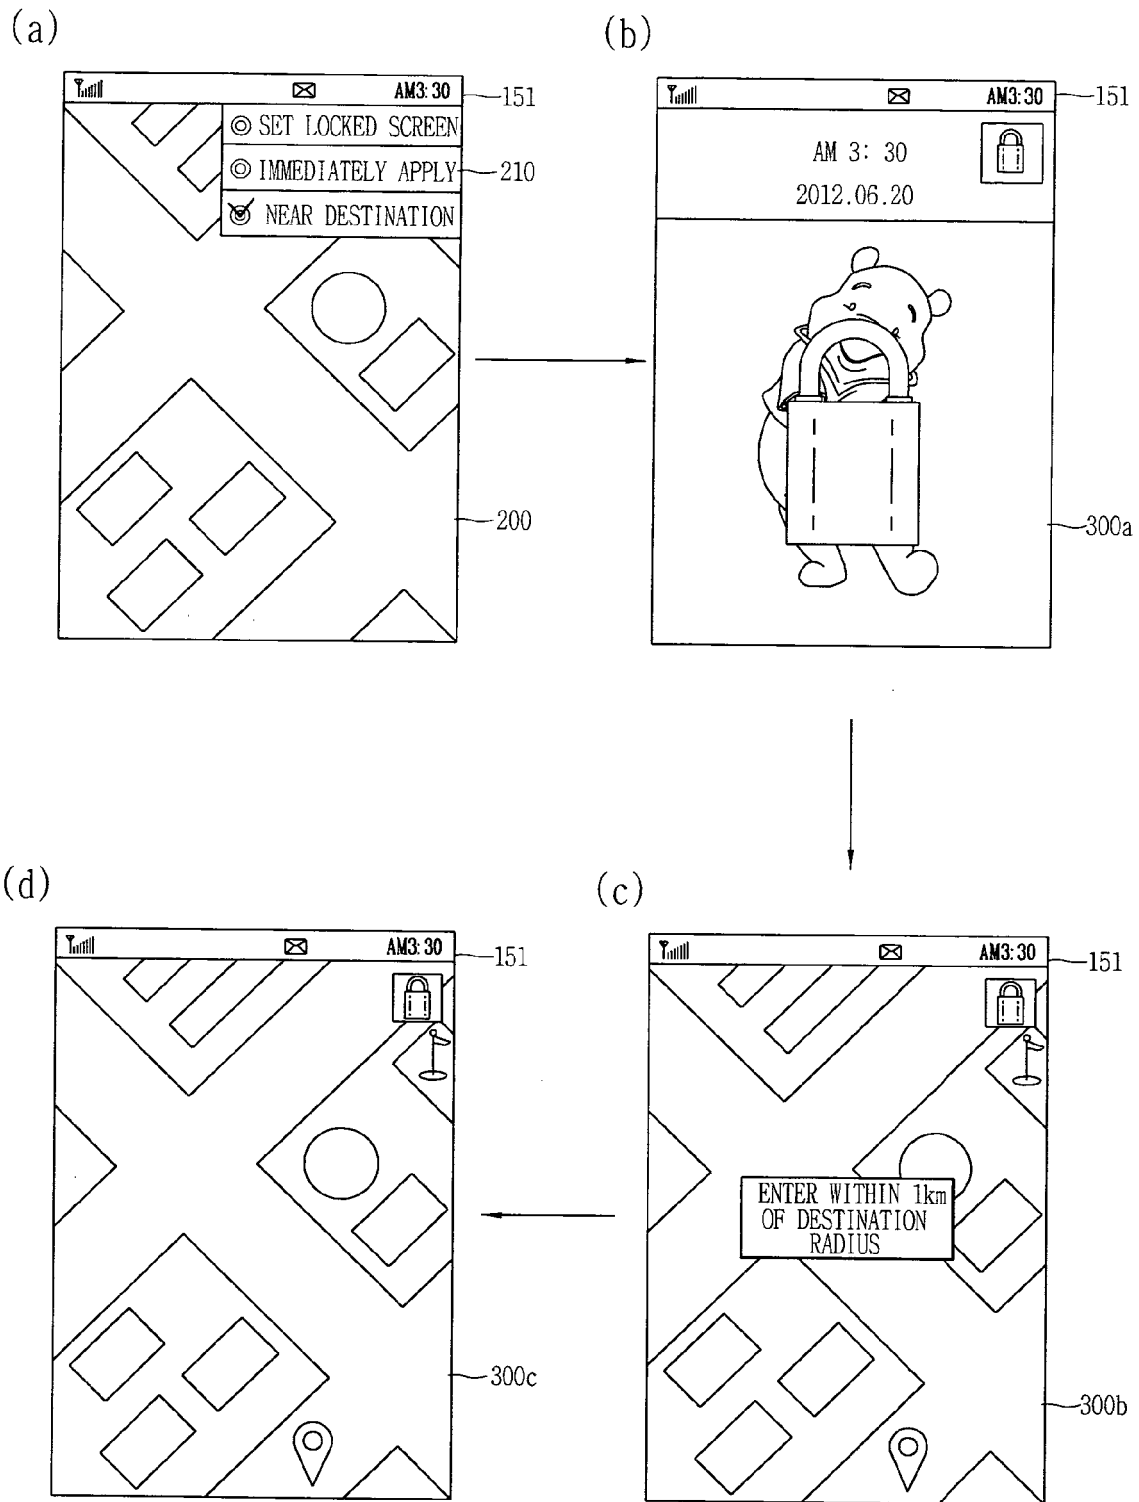 (a)
AM3:30
151
SET LOCKED SCREEN
IMMEDIATELY APPLY
210
NEAR DESTINATION
200
(b)
AM3:30
151
AM 3: 30
2012.06.20
300a
(d)
AM3:30
151
300c
(c)
AM3:30
151
ENTER WITHIN 1km
OF DESTINATION
RADIUS
300b